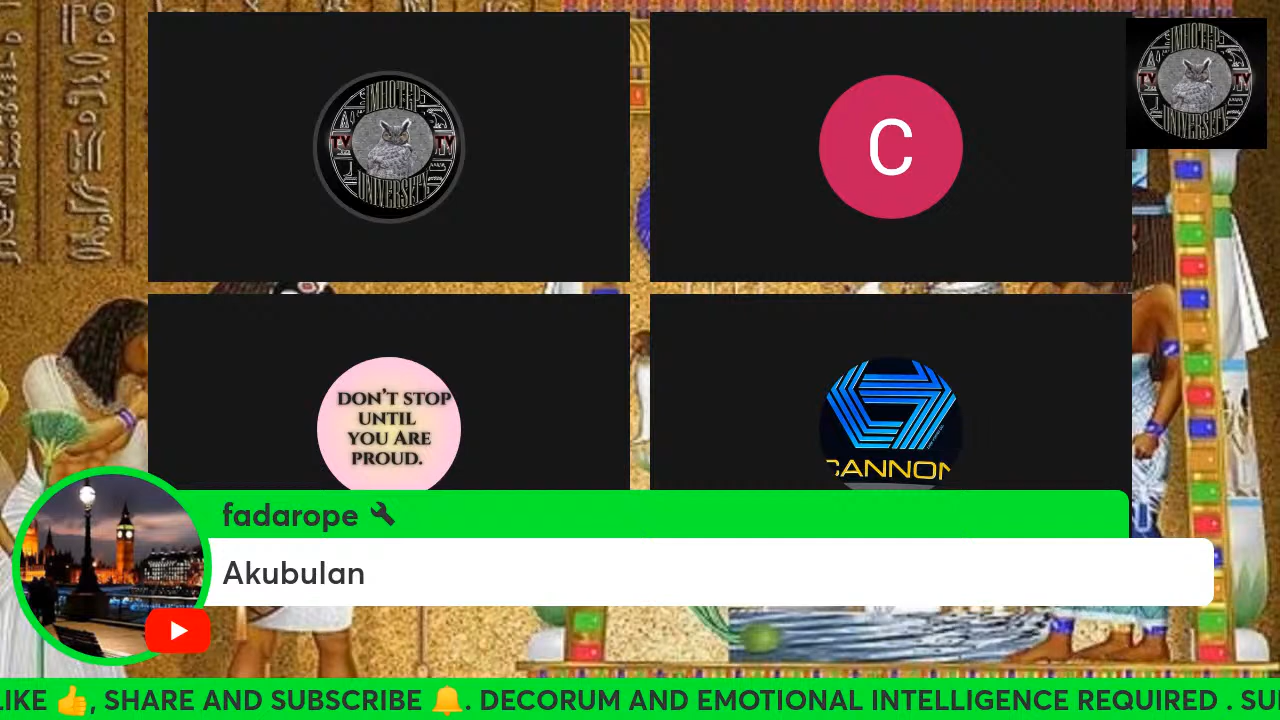 IMHOTEP
TV TV
UNIVERSITY
C
IMHOTEP
TV TV
UNIVERSITY
DON'T STOP
UNTIL
YOU ARE
PROUD.
CANNON
fadarope
Akubulan
LIKE 👍, SHARE AND SUBSCRIBE 🔔. DECORUM AND EMOTIONAL INTELLIGENCE REQUIRED . SU